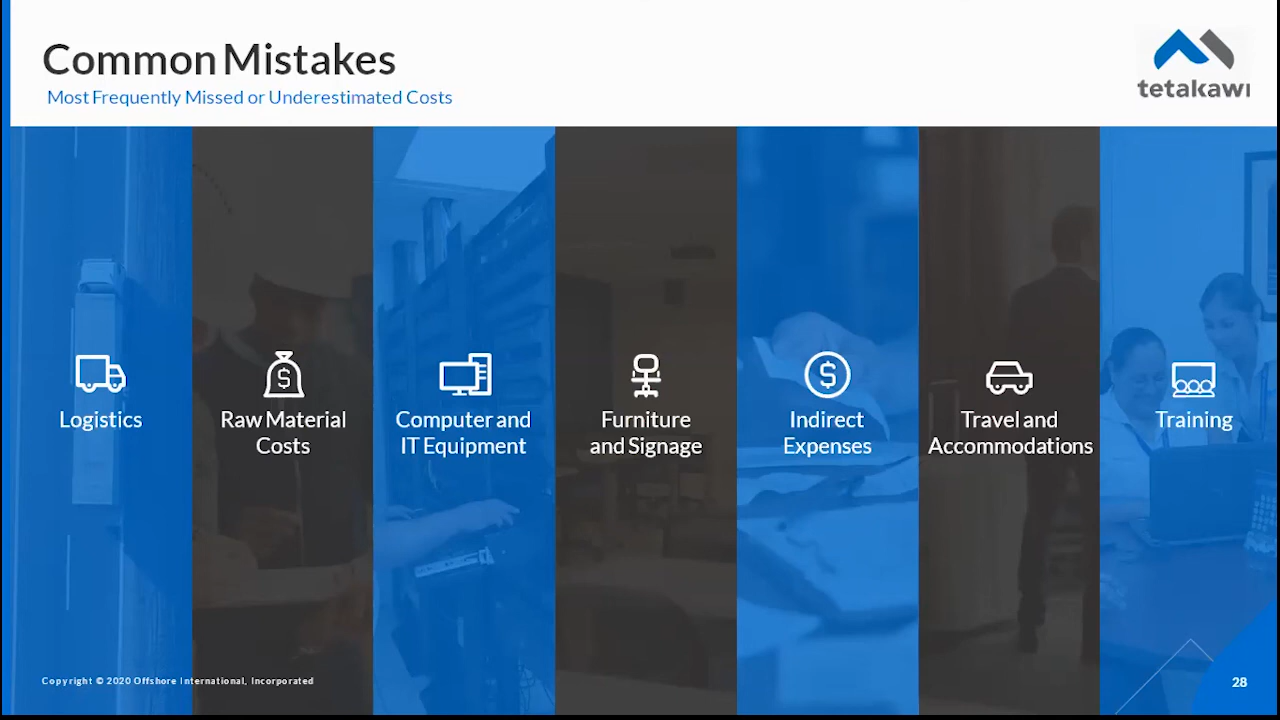 Common Mistakes
Most Frequently Missed or Underestimated Costs
tetakawi
Logistics
Raw Material
Costs
Computer and
IT Equipment
Furniture
and Signage
Indirect
Expenses
Travel and
Accommodations
Training
Copyright © 2020 Offshore International, Incorporated
28